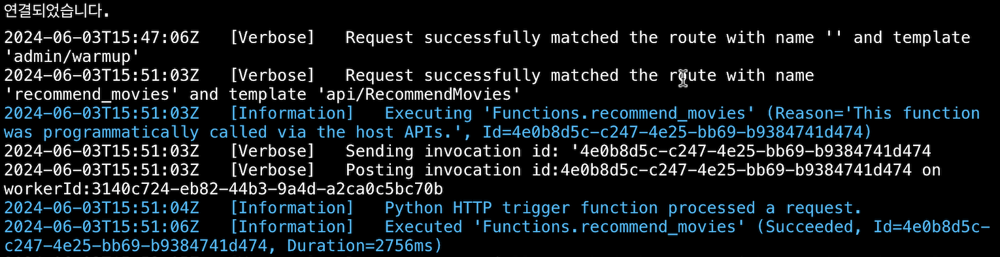 연결되었습니다.
2024-06-03T15:47:06Z   [Verbose]   Request successfully matched the route with name '' and template
'admin/warmup'
2024-06-03T15:51:03Z   [Verbose]   Request successfully matched the route with name
'recommend_movies' and template 'api/RecommendMovies'
2024-06-03T15:51:03Z   [Information]   Executing 'Functions.recommend_movies' (Reason='This function
was programmatically called via the host APIs.', Id=4e0b8d5c-c247-4e25-bb69-b9384741d474)
2024-06-03T15:51:03Z   [Verbose]   Sending invocation id: '4e0b8d5c-c247-4e25-bb69-b9384741d474
2024-06-03T15:51:03Z   [Verbose]   Posting invocation id:4e0b8d5c-c247-4e25-bb69-b9384741d474 on
workerId:3140c724-eb82-44b3-9a4d-a2ca0c5bc70b
2024-06-03T15:51:04Z   [Information]   Python HTTP trigger function processed a request.
2024-06-03T15:51:06Z   [Information]   Executed 'Functions.recommend_movies' (Succeeded, Id=4e0b8d5c-
c247-4e25-bb69-b9384741d474, Duration=2756ms)